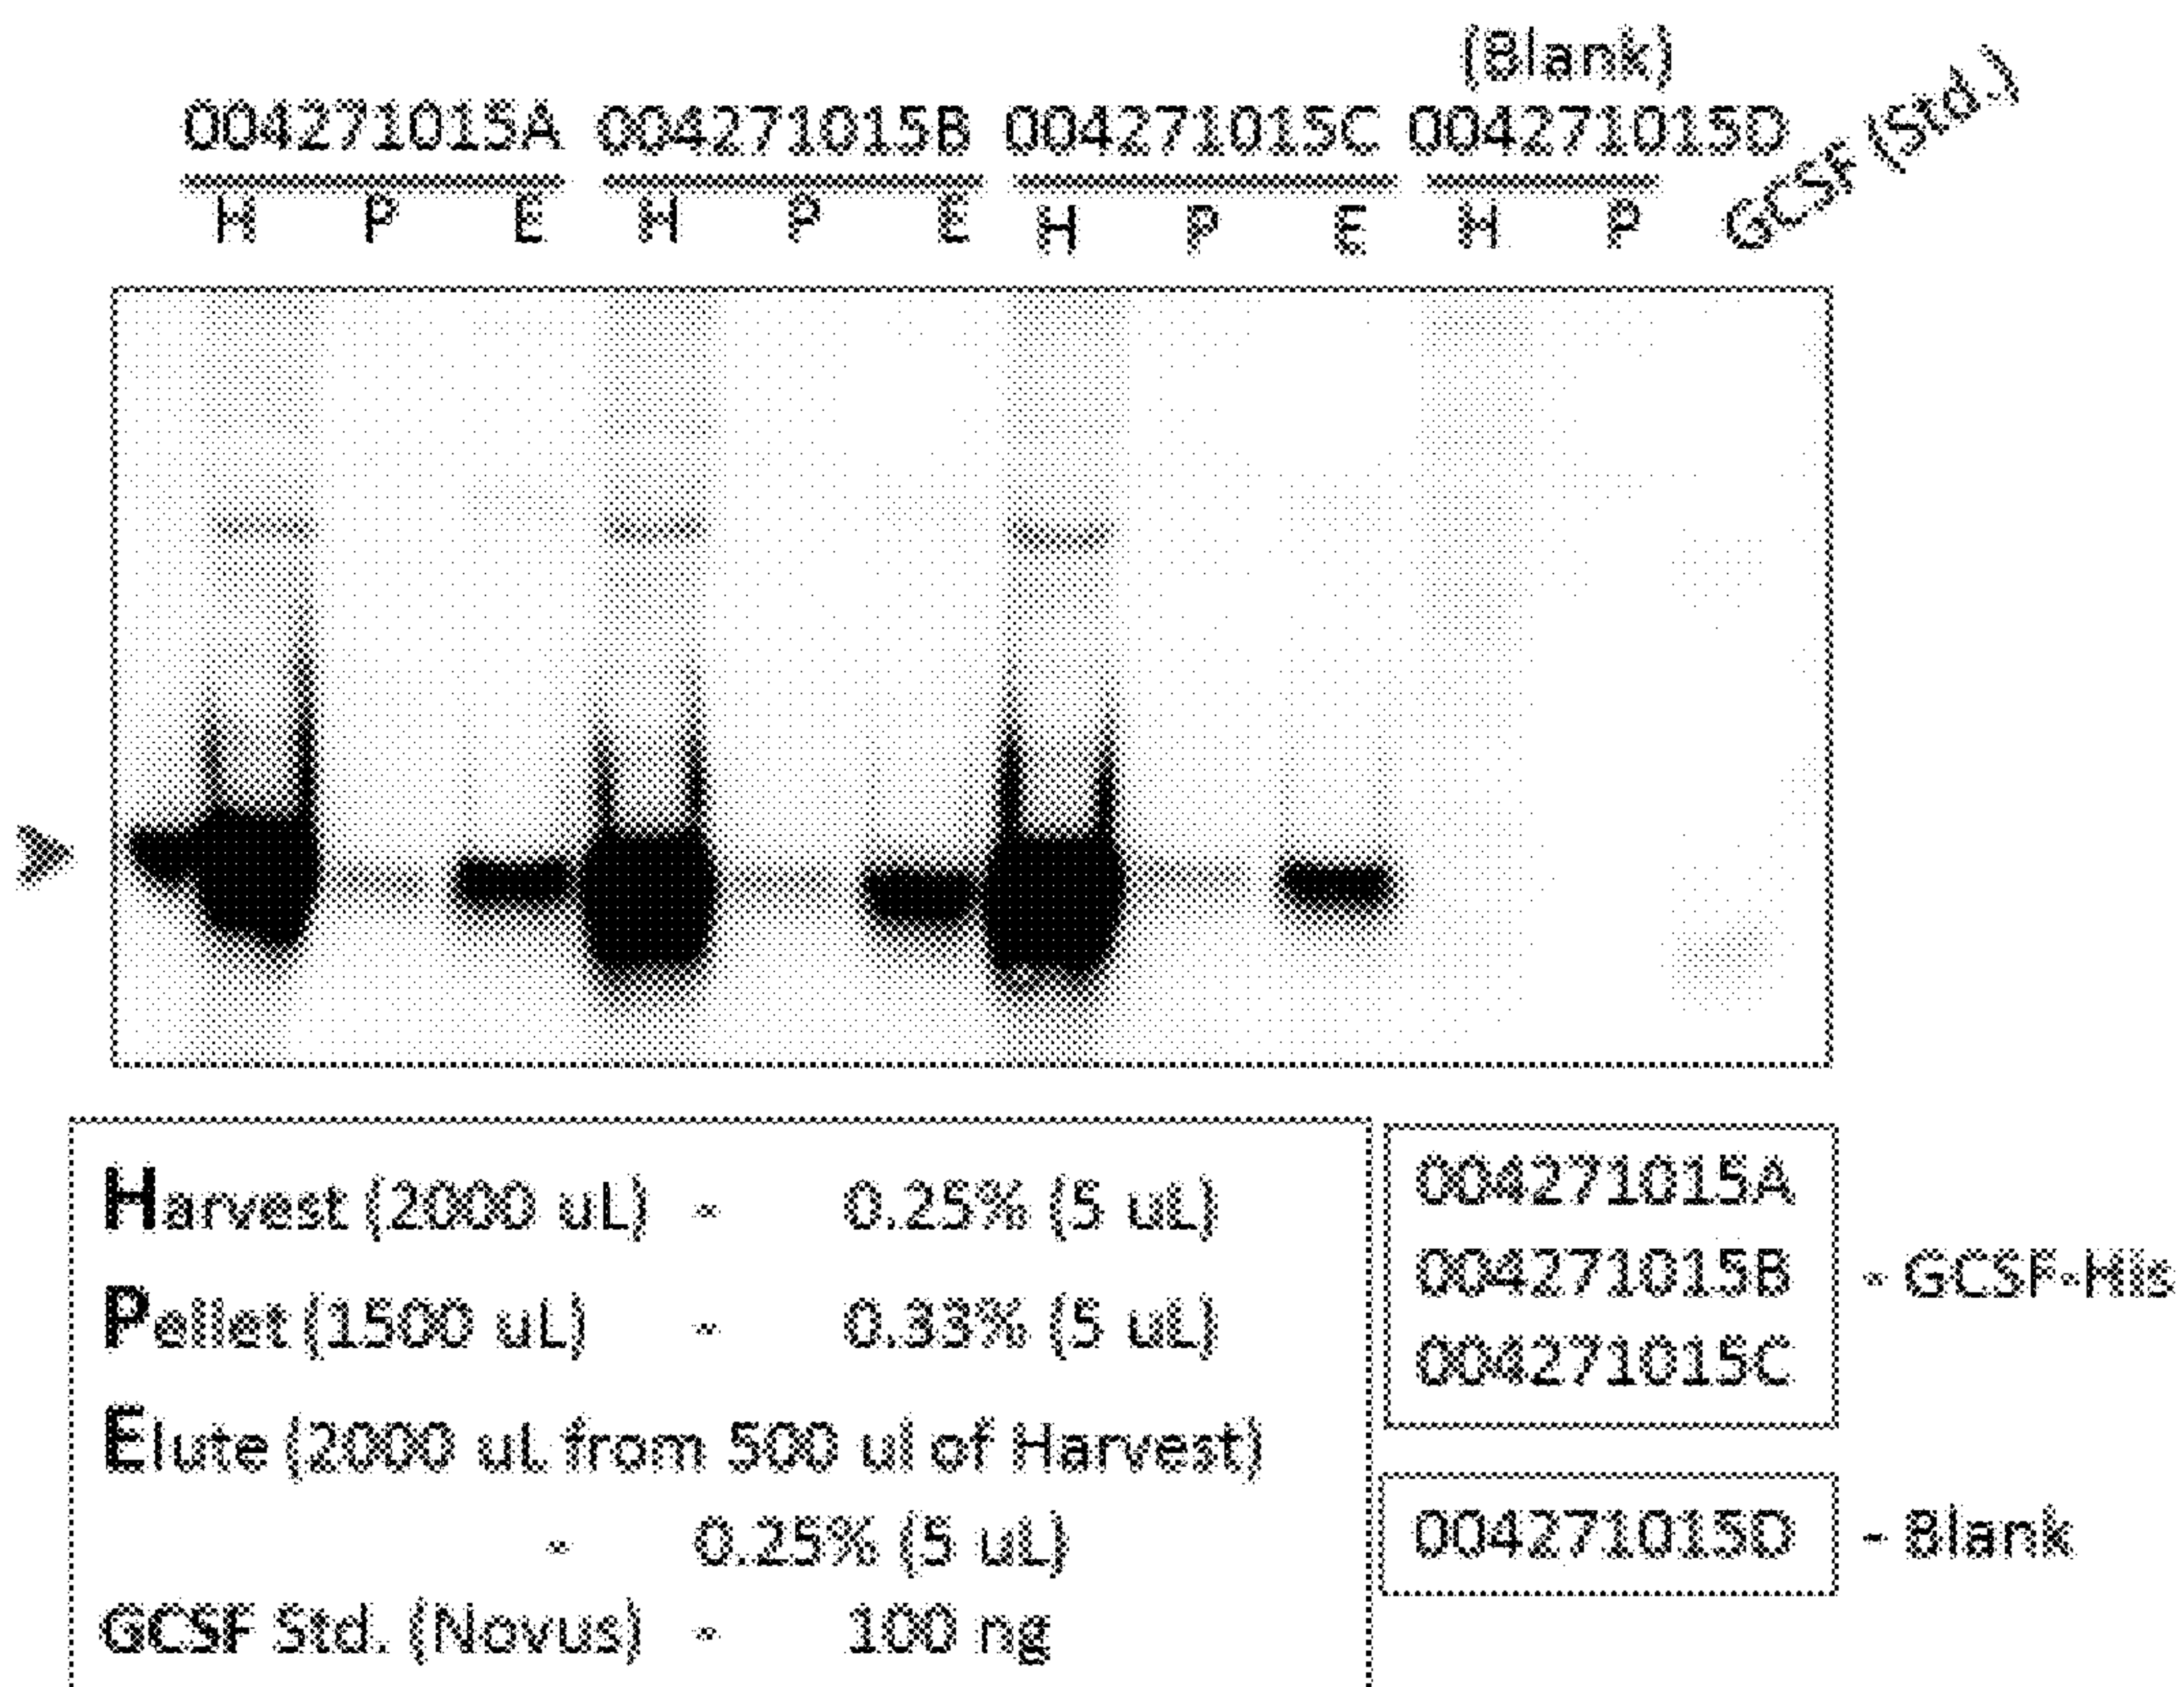 (Blank)
004271015A 004271015B 004271015C 004271015D GCSF (Std.)
H P E H P E H P E H P
Harvest (2000 uL) - 0.25% (5 uL)
Pellet (1500 uL) - 0.33% (5 uL)
Elute (2000 uL from 500 ul of Harvest)
- 0.25% (5 uL)
GCSF Std. (Novus) - 100 ng
004271015A
004271015B - GCSF-His
004271015C
004271015D - Blank